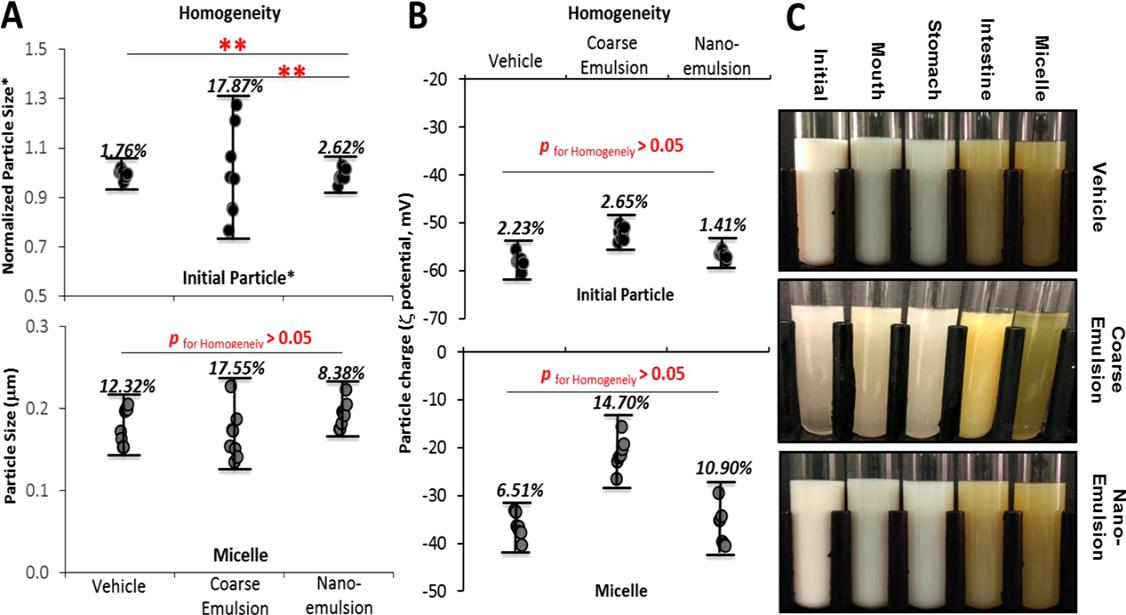 A
Homogeneity
Normalized Particle Size*
1.5
1.3
1.1
0.9
0.7
0.5
**
**
1.76%
17.87%
2.62%
Initial Particle*
Particle Size (μm)
0.3
0.2
0.1
0.0
p for Homogeneiy > 0.05
12.32%
17.55%
8.38%
Micelle
Vehicle
Coarse
Emulsion
Nano-
emulsion
B
Homogeneity
Vehicle
Coarse
Emulsion
Nano-
emulsion
Particle charge (ζ potential, mV)
-20
-30
-40
-50
-60
-70
p for Homogeneiy > 0.05
2.23%
2.65%
1.41%
Initial Particle
0
-10
-20
-30
-40
-50
p for Homogeneiy > 0.05
6.51%
14.70%
10.90%
Micelle
C
Initial
Mouth
Stomach
Intestine
Micelle
Vehicle
Coarse
Emulsion
Nano-
Emulsion